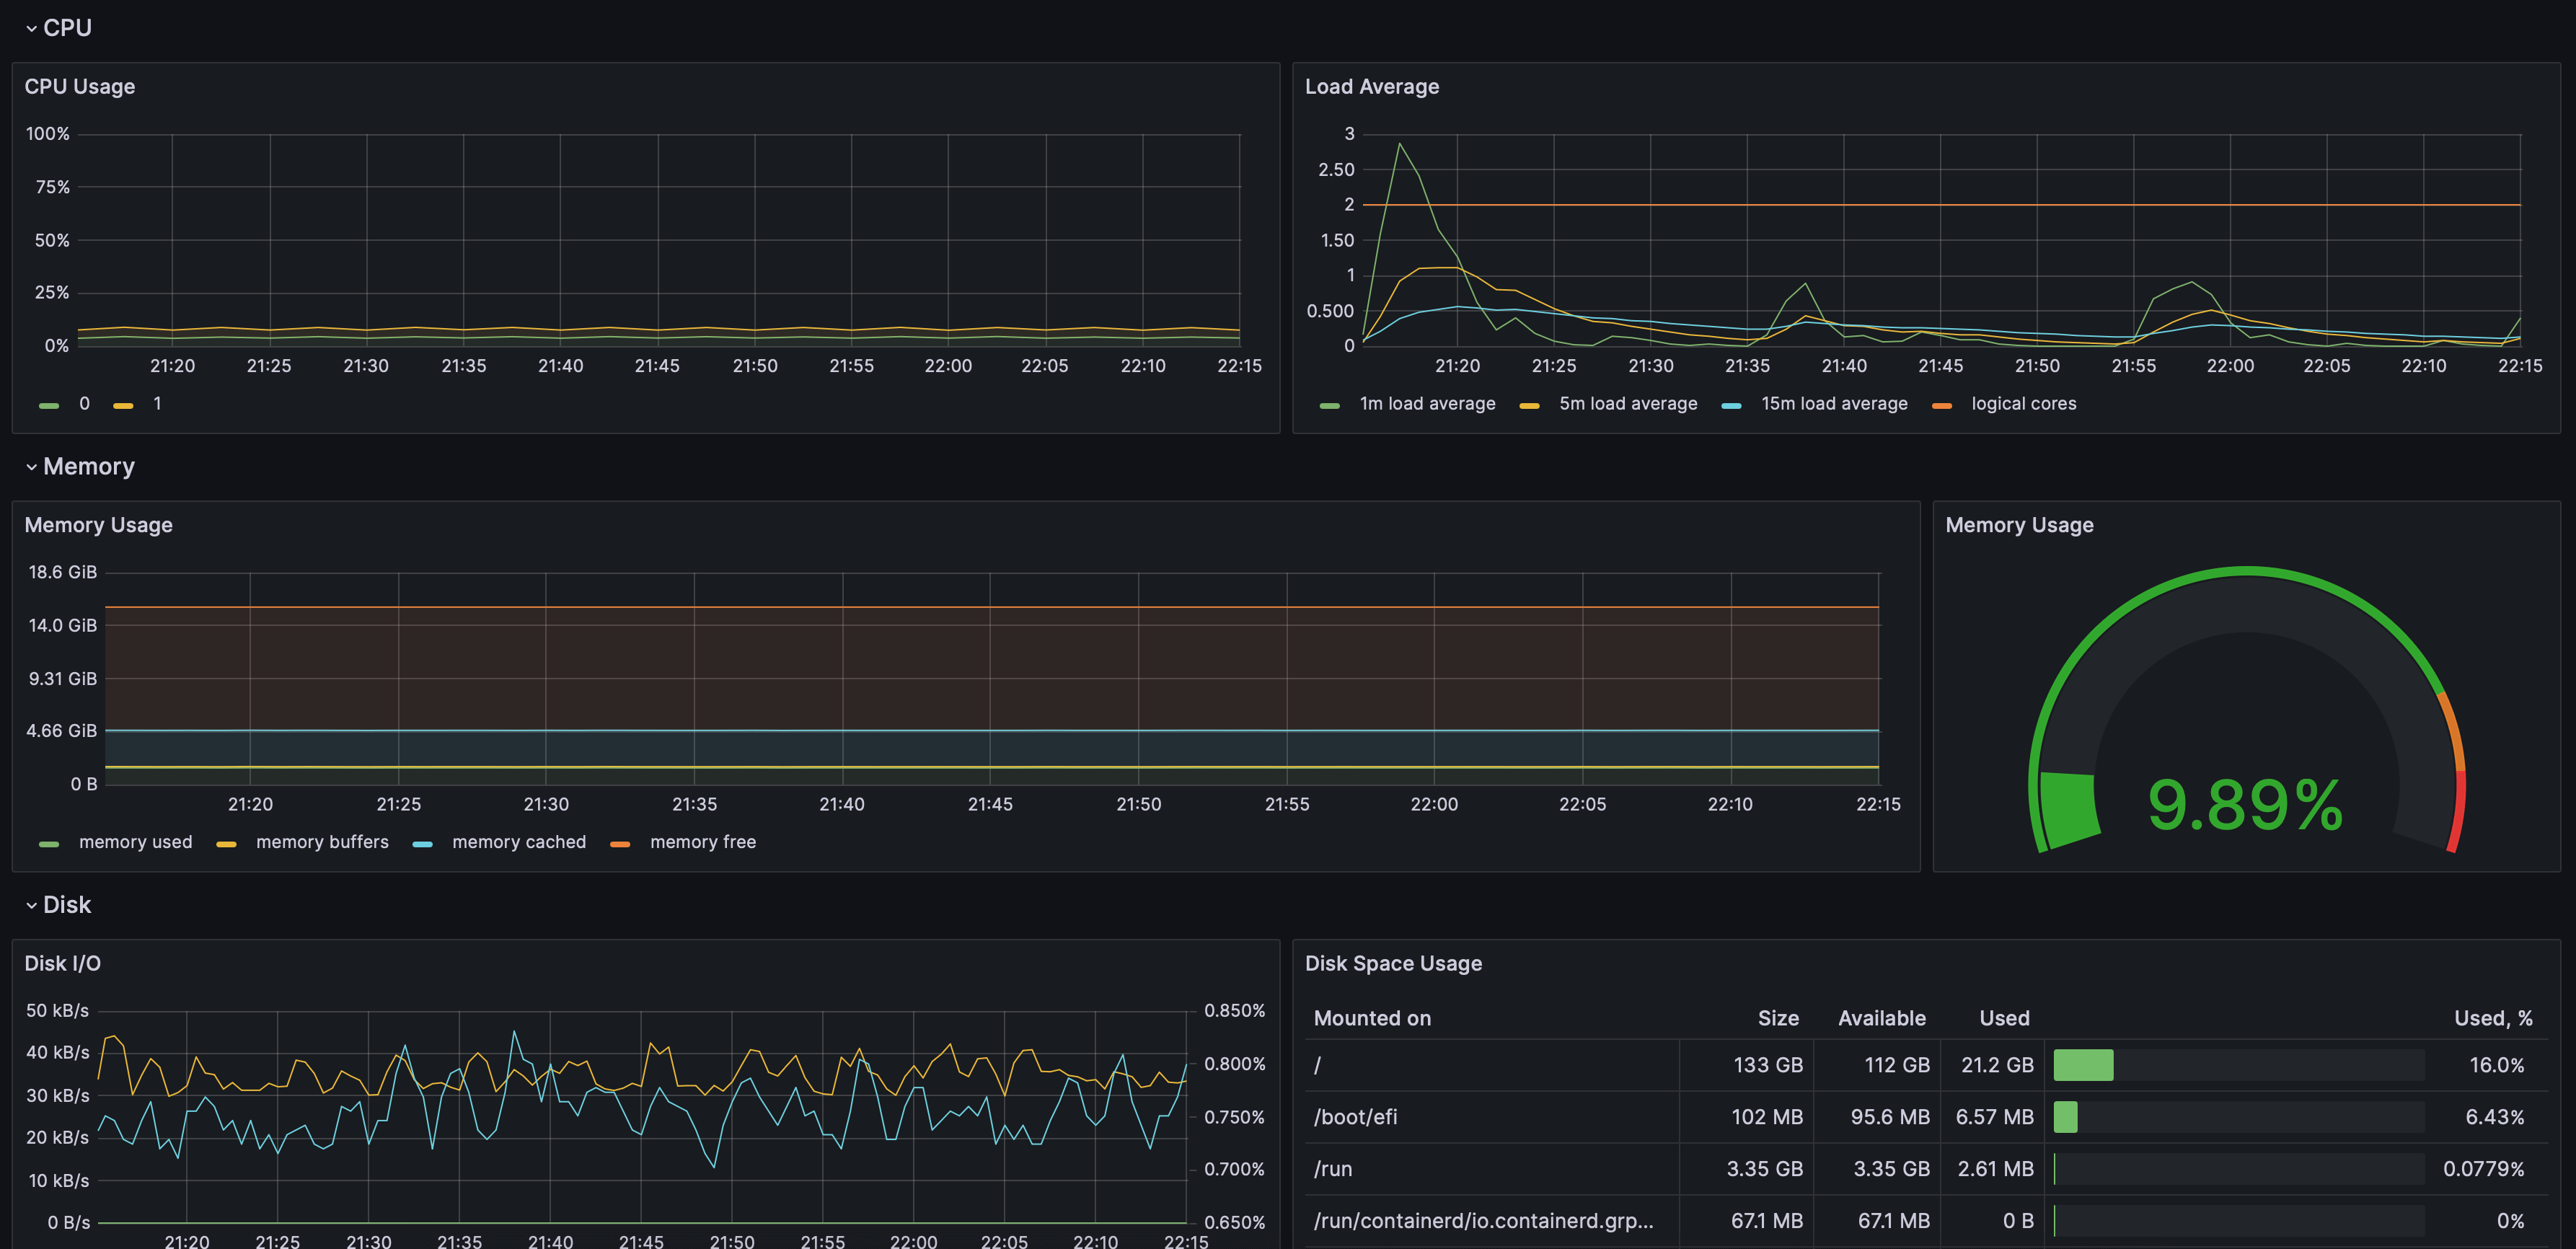 CPU
CPU Usage
100%
75%
50%
25%
0%
21:20 21:25 21:30 21:35 21:40 21:45 21:50 21:55 22:00 22:05 22:10 22:15
0 1
Load Average
3
2.50
2
1.50
1
0.500
0
21:20 21:25 21:30 21:35 21:40 21:45 21:50 21:55 22:00 22:05 22:10 22:15
1m load average 5m load average 15m load average logical cores
Memory
Memory Usage
18.6 GiB
14.0 GiB
9.31 GiB
4.66 GiB
0 B
21:20 21:25 21:30 21:35 21:40 21:45 21:50 21:55 22:00 22:05 22:10 22:15
memory used memory buffers memory cached memory free
Memory Usage
9.89%
Disk
Disk I/O
50 kB/s 0.850%
40 kB/s 0.800%
30 kB/s 0.750%
20 kB/s 0.700%
10 kB/s 0.650%
0 B/s
21:20 21:25 21:30 21:35 21:40 21:45 21:50 21:55 22:00 22:05 22:10 22:15
Disk Space Usage
Mounted on Size Available Used Used, %
/ 133 GB 112 GB 21.2 GB 16.0%
/boot/efi 102 MB 95.6 MB 6.57 MB 6.43%
/run 3.35 GB 3.35 GB 2.61 MB 0.0779%
/run/containerd/io.containerd.grp... 67.1 MB 67.1 MB 0 B 0%